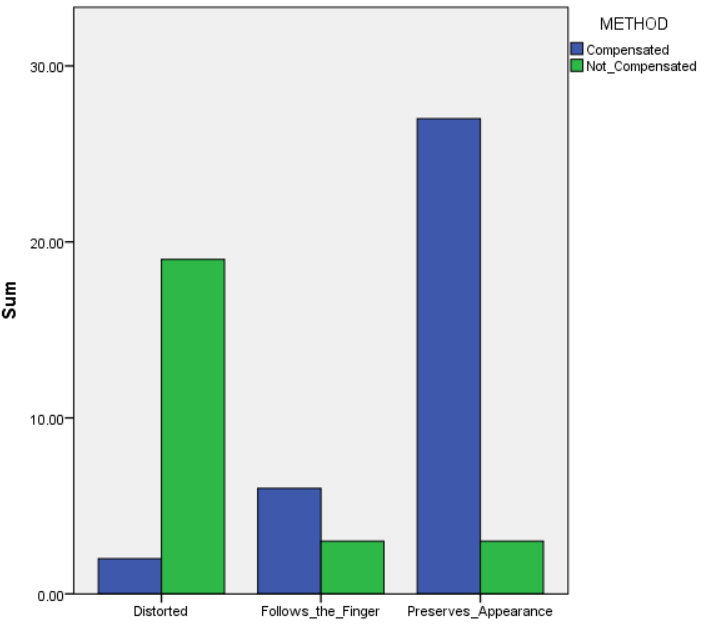 METHOD
Compensated
Not_Compensated
30.00
20.00
10.00
0.00
Sum
Distorted
Follows_the_Finger
Preserves_Appearance